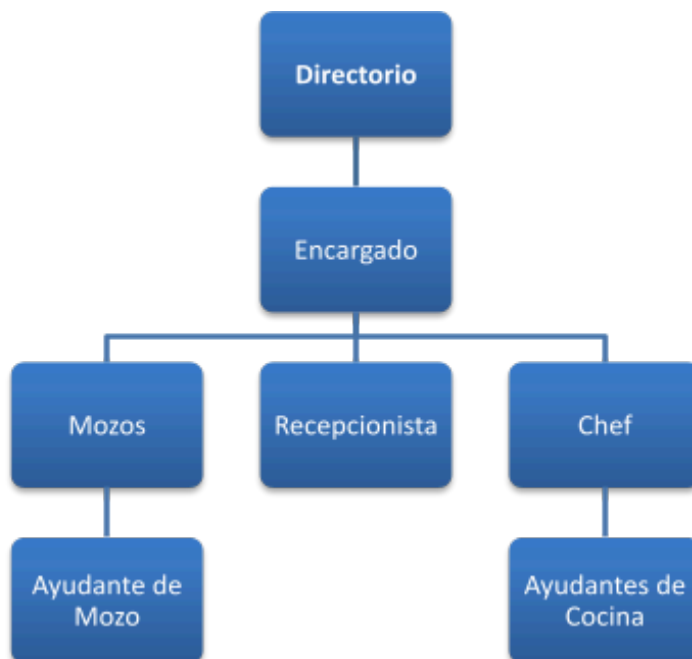 Directorio
Encargado
Mozos
Recepcionista
Chef
Ayudante de
Mozo
Ayudantes de
Cocina